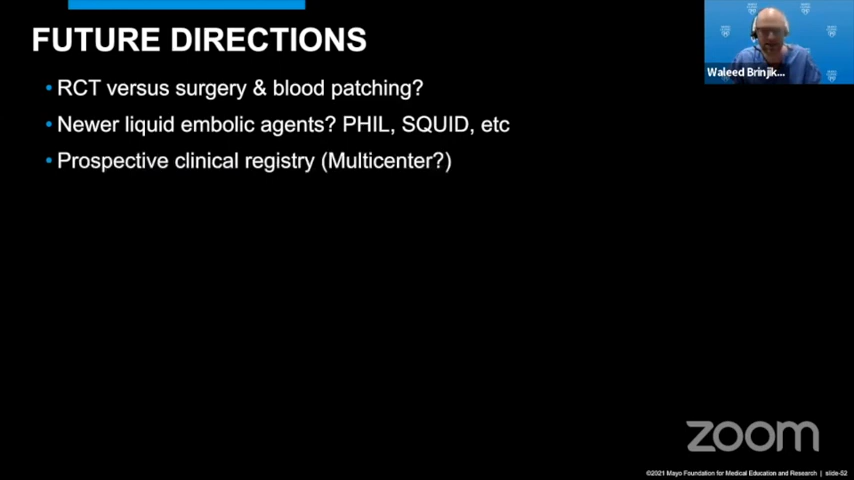 FUTURE DIRECTIONS
• RCT versus surgery & blood patching?
• Newer liquid embolic agents? PHIL, SQUID, etc
• Prospective clinical registry (Multicenter?)
Waleed Brinjik...
zoom
©2021 Mayo Foundation for Medical Education and Research | slide-52